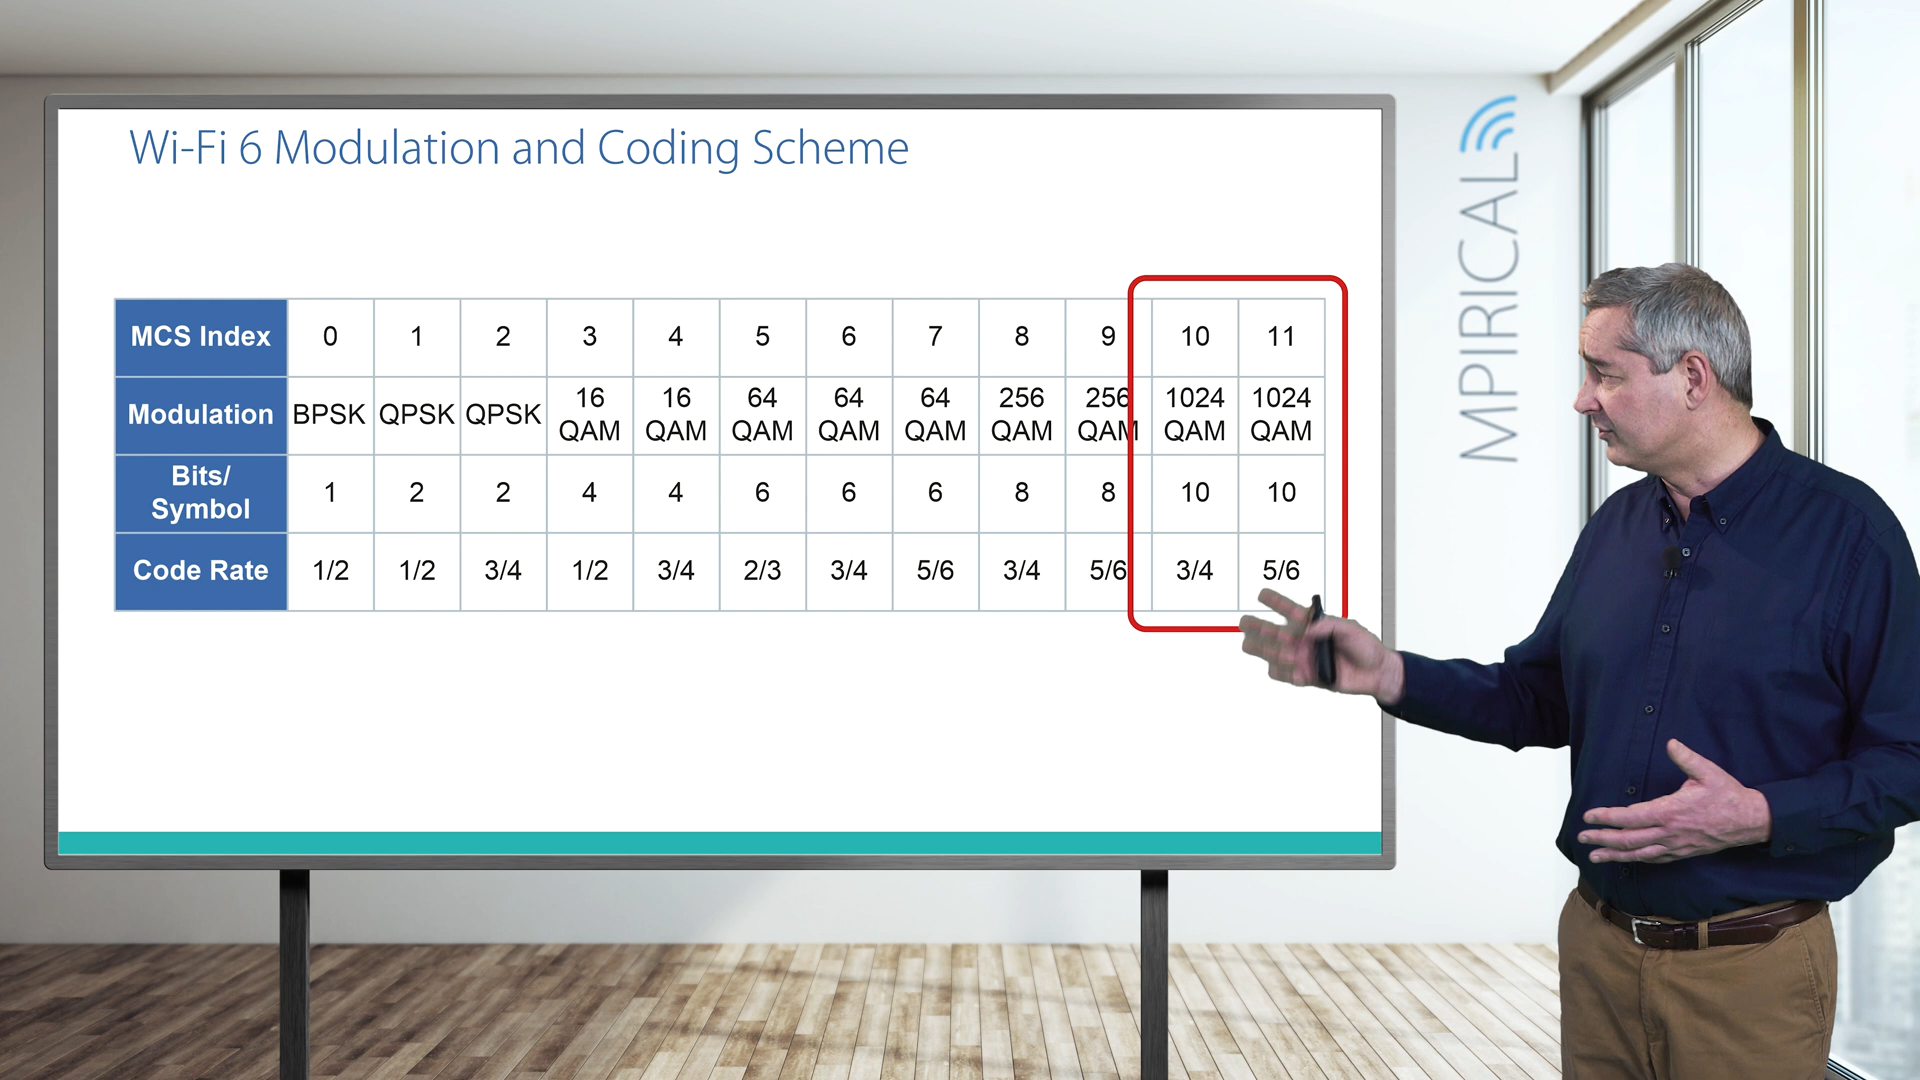 Wi-Fi 6 Modulation and Coding Scheme
MCS Index 0 1 2 3 4 5 6 7 8 9 10 11
Modulation BPSK QPSK QPSK 16 QAM 16 QAM 64 QAM 64 QAM 64 QAM 256 QAM 256 QAM 1024 QAM 1024 QAM
Bits/ Symbol 1 2 2 4 4 6 6 6 8 8 10 10
Code Rate 1/2 1/2 3/4 1/2 3/4 2/3 3/4 5/6 3/4 5/6 3/4 5/6
MPIRICAL